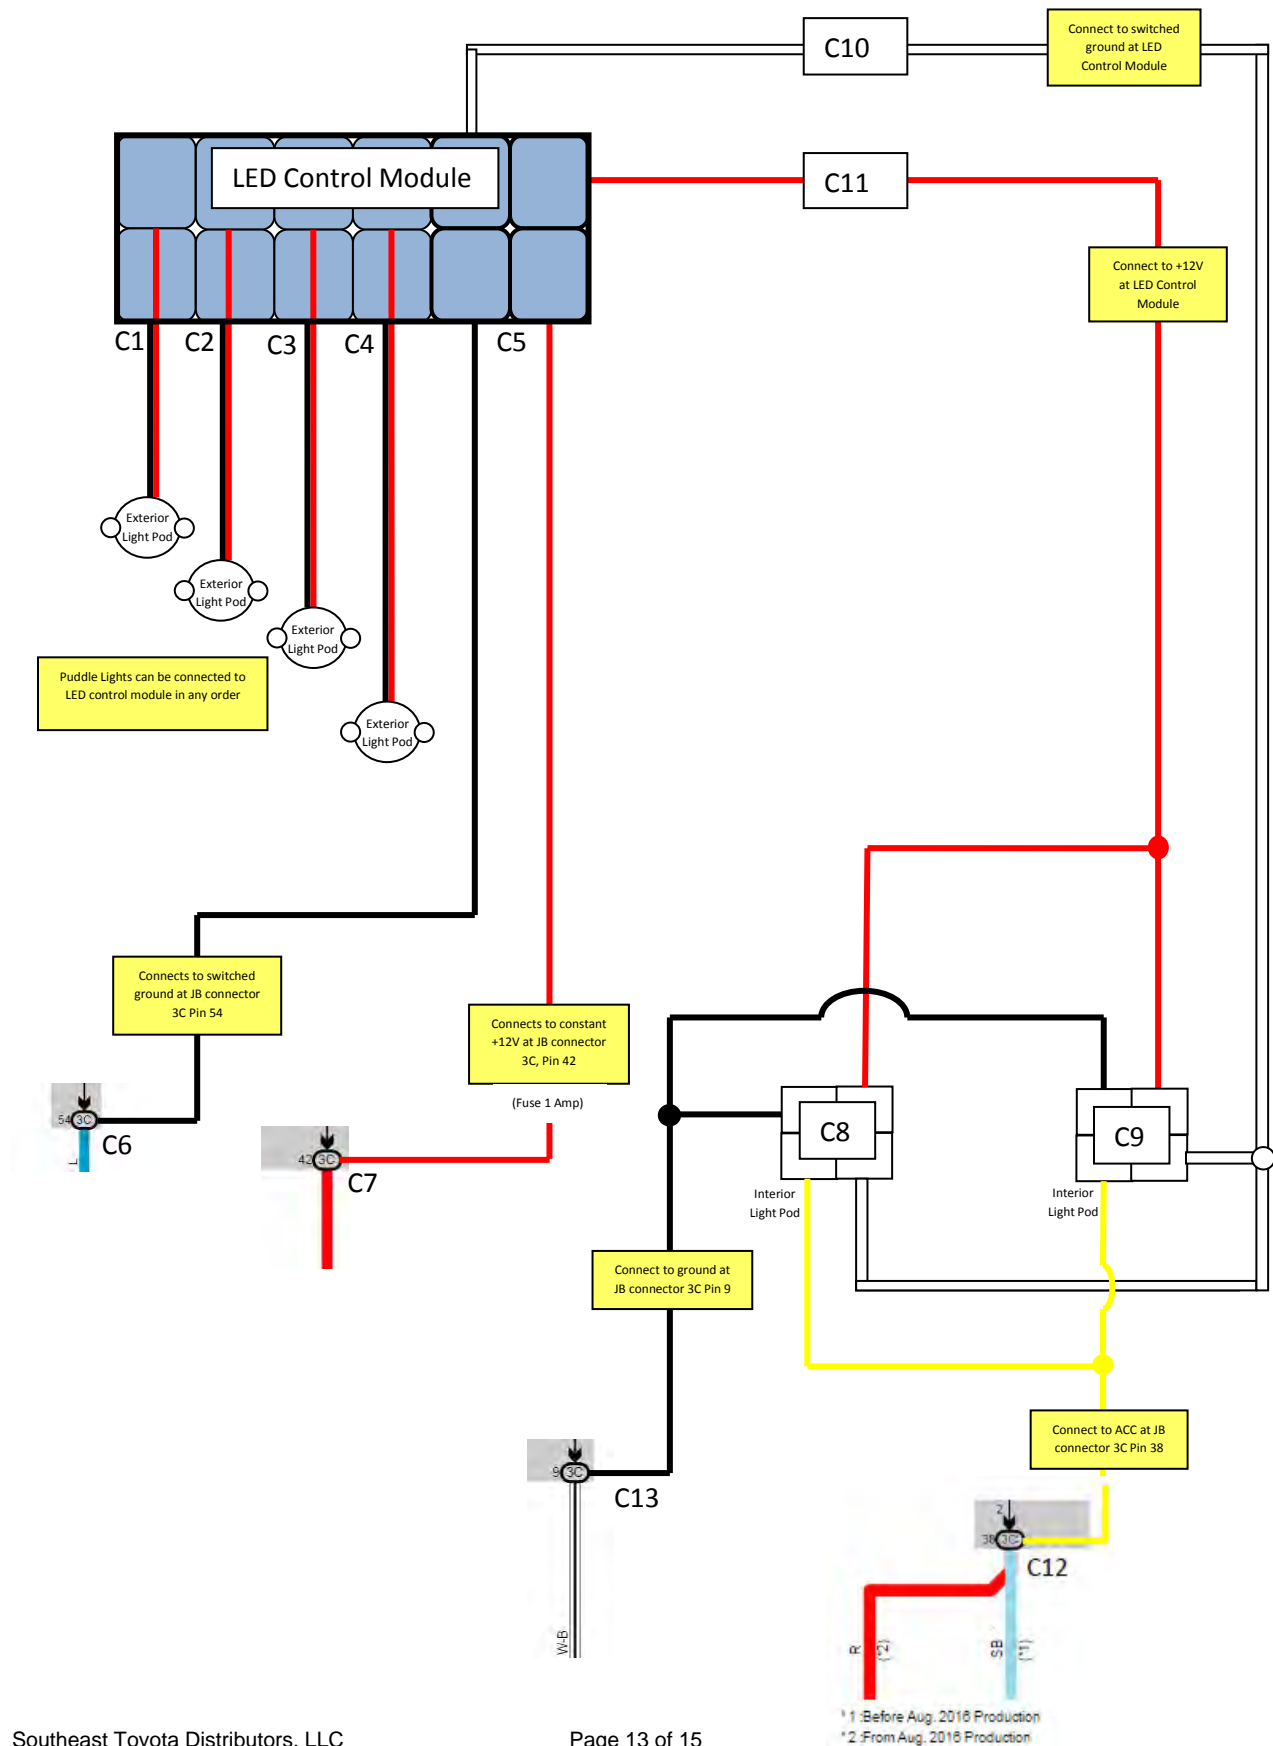 C10
Connect to switched
ground at LED
Control Module
LED Control Module
C11
Connect to +12V
at LED Control
Module
C1
C2
C3
C4
C5
Exterior
Light Pod
Exterior
Light Pod
Exterior
Light Pod
Exterior
Light Pod
Puddle Lights can be connected to
LED control module in any order
Connects to switched
ground at JB connector
3C Pin 54
Connects to constant
+12V at JB connector
3C, Pin 42
(Fuse 1 Amp)
54
3C
C6
L
42
3C
C7
C8
C9
Interior
Light Pod
Interior
Light Pod
Connect to ground at
JB connector 3C Pin 9
Connect to ACC at JB
connector 3C Pin 38
9
3C
C13
W-B
2
38
3C
C12
R
(*2)
SB
(*1)
*1 :Before Aug. 2016 Production
*2 :From Aug. 2016 Production
Southeast Toyota Distributors, LLC
Page 13 of 15